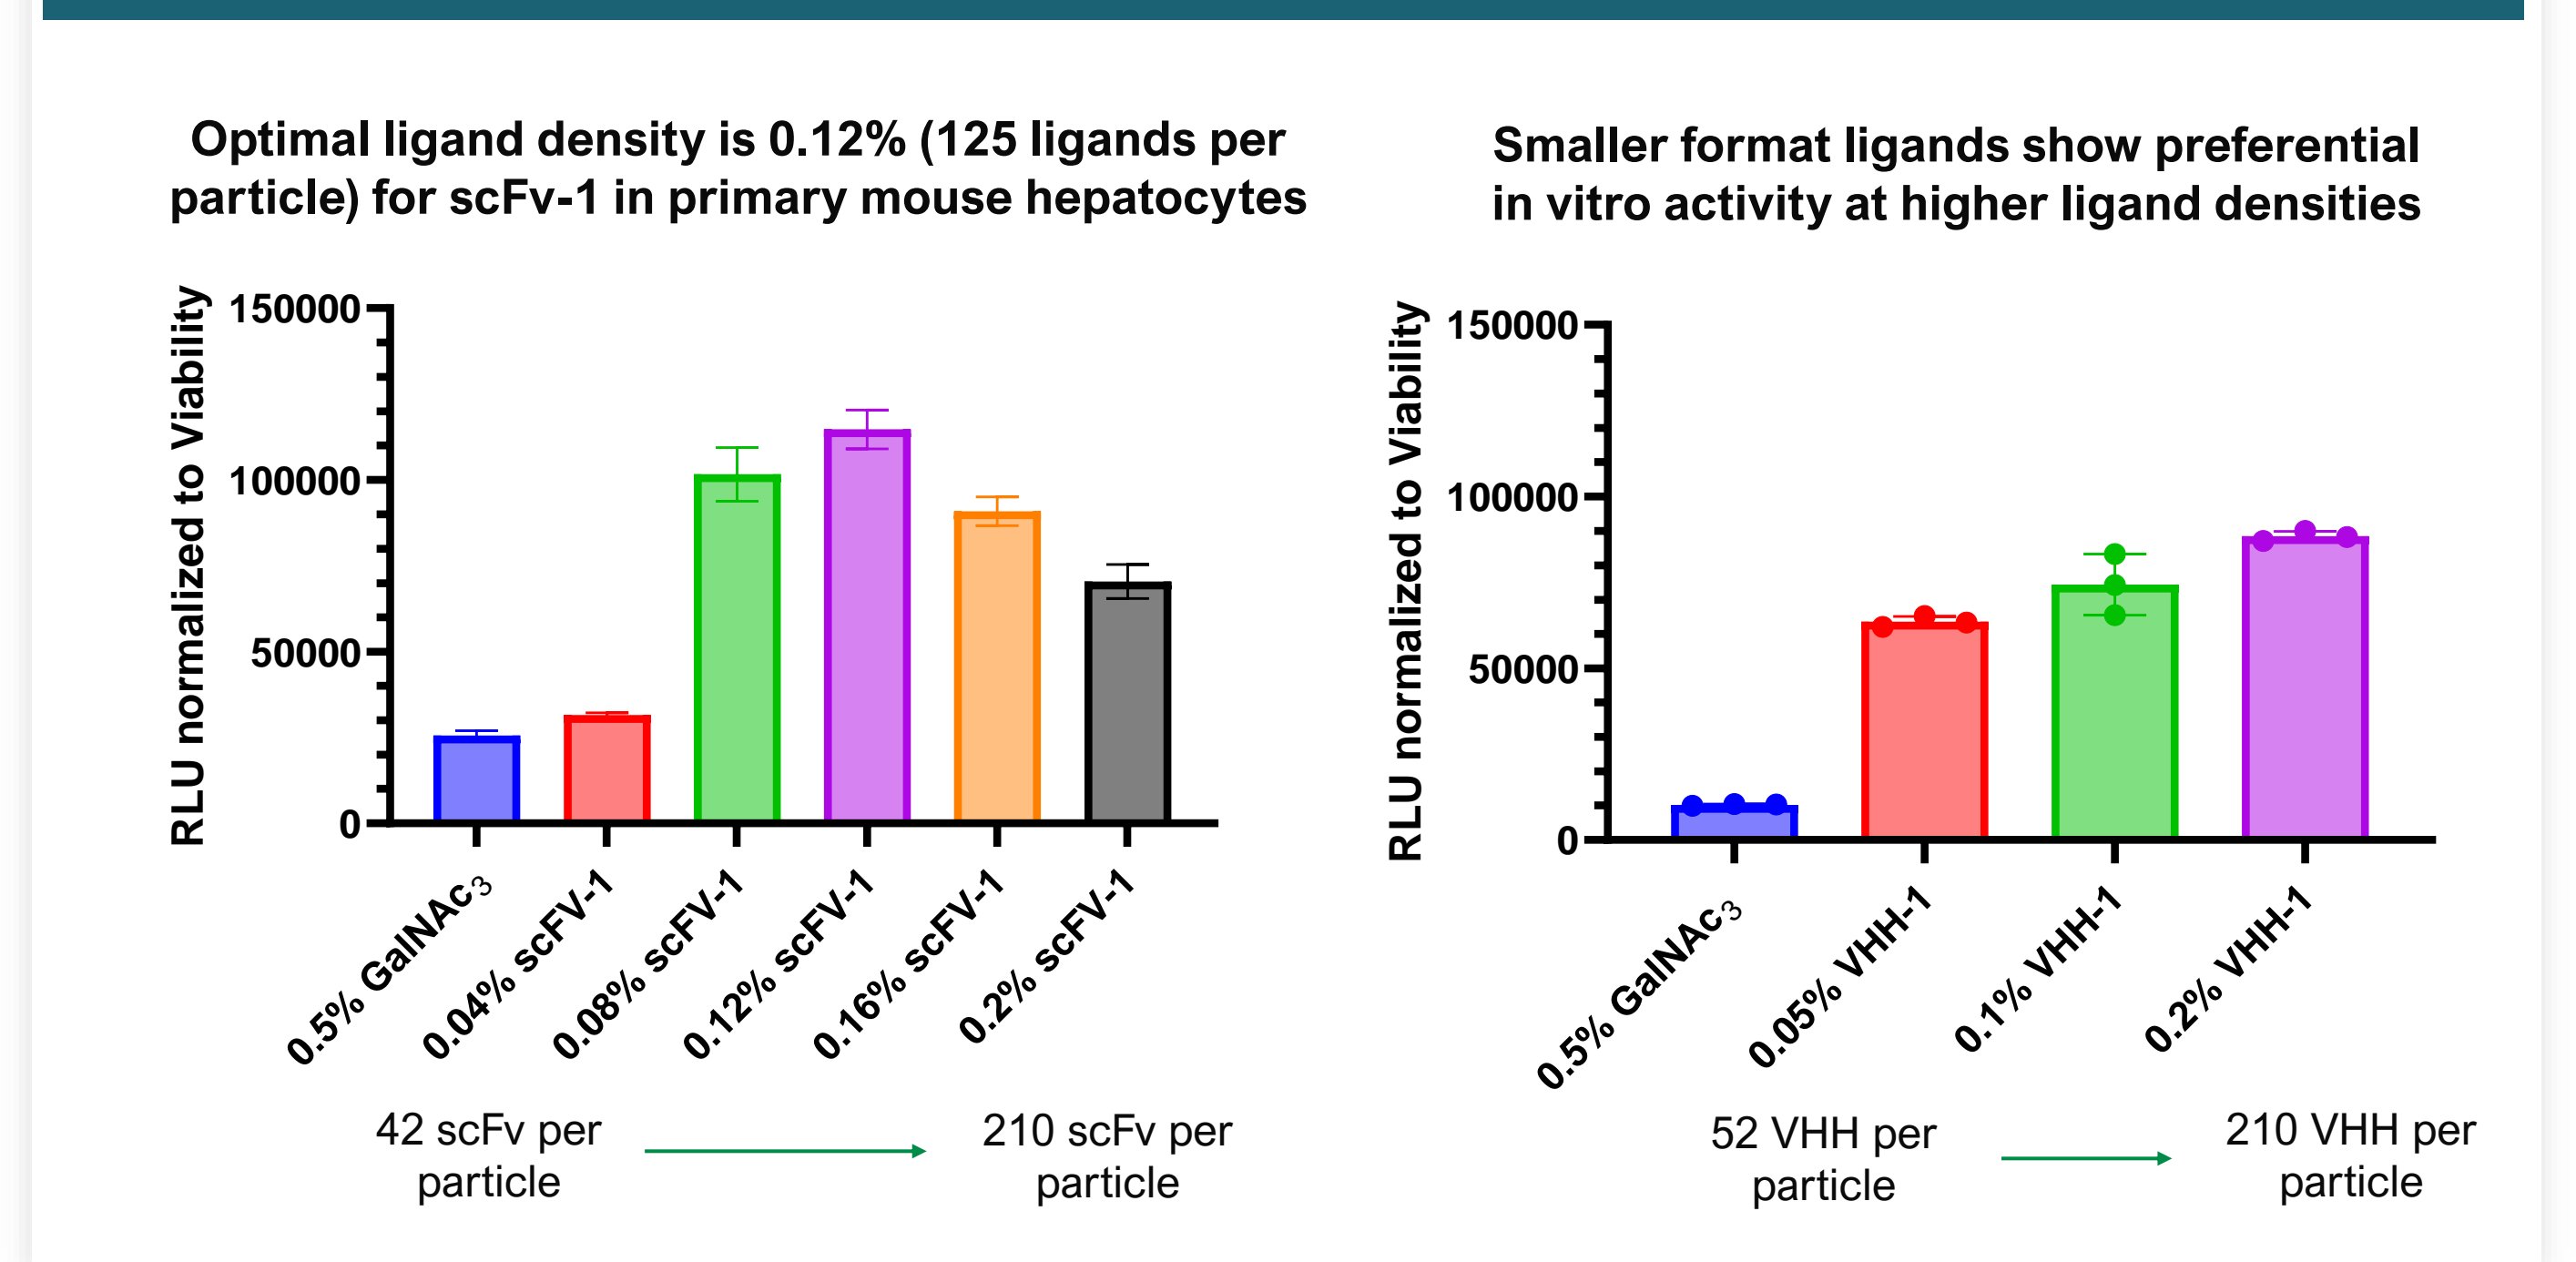 Optimal ligand density is 0.12% (125 ligands per
particle) for scFv-1 in primary mouse hepatocytes
RLU normalized to Viability
150000
100000
50000
0
0.5% GalNAc₃
0.04% scFV-1
0.08% scFV-1
0.12% scFV-1
0.16% scFV-1
0.2% scFV-1
42 scFv per
particle
210 scFv per
particle
Smaller format ligands show preferential
in vitro activity at higher ligand densities
RLU normalized to Viability
150000
100000
50000
0
0.5% GalNAc₃
0.05% VHH-1
0.1% VHH-1
0.2% VHH-1
52 VHH per
particle
210 VHH per
particle